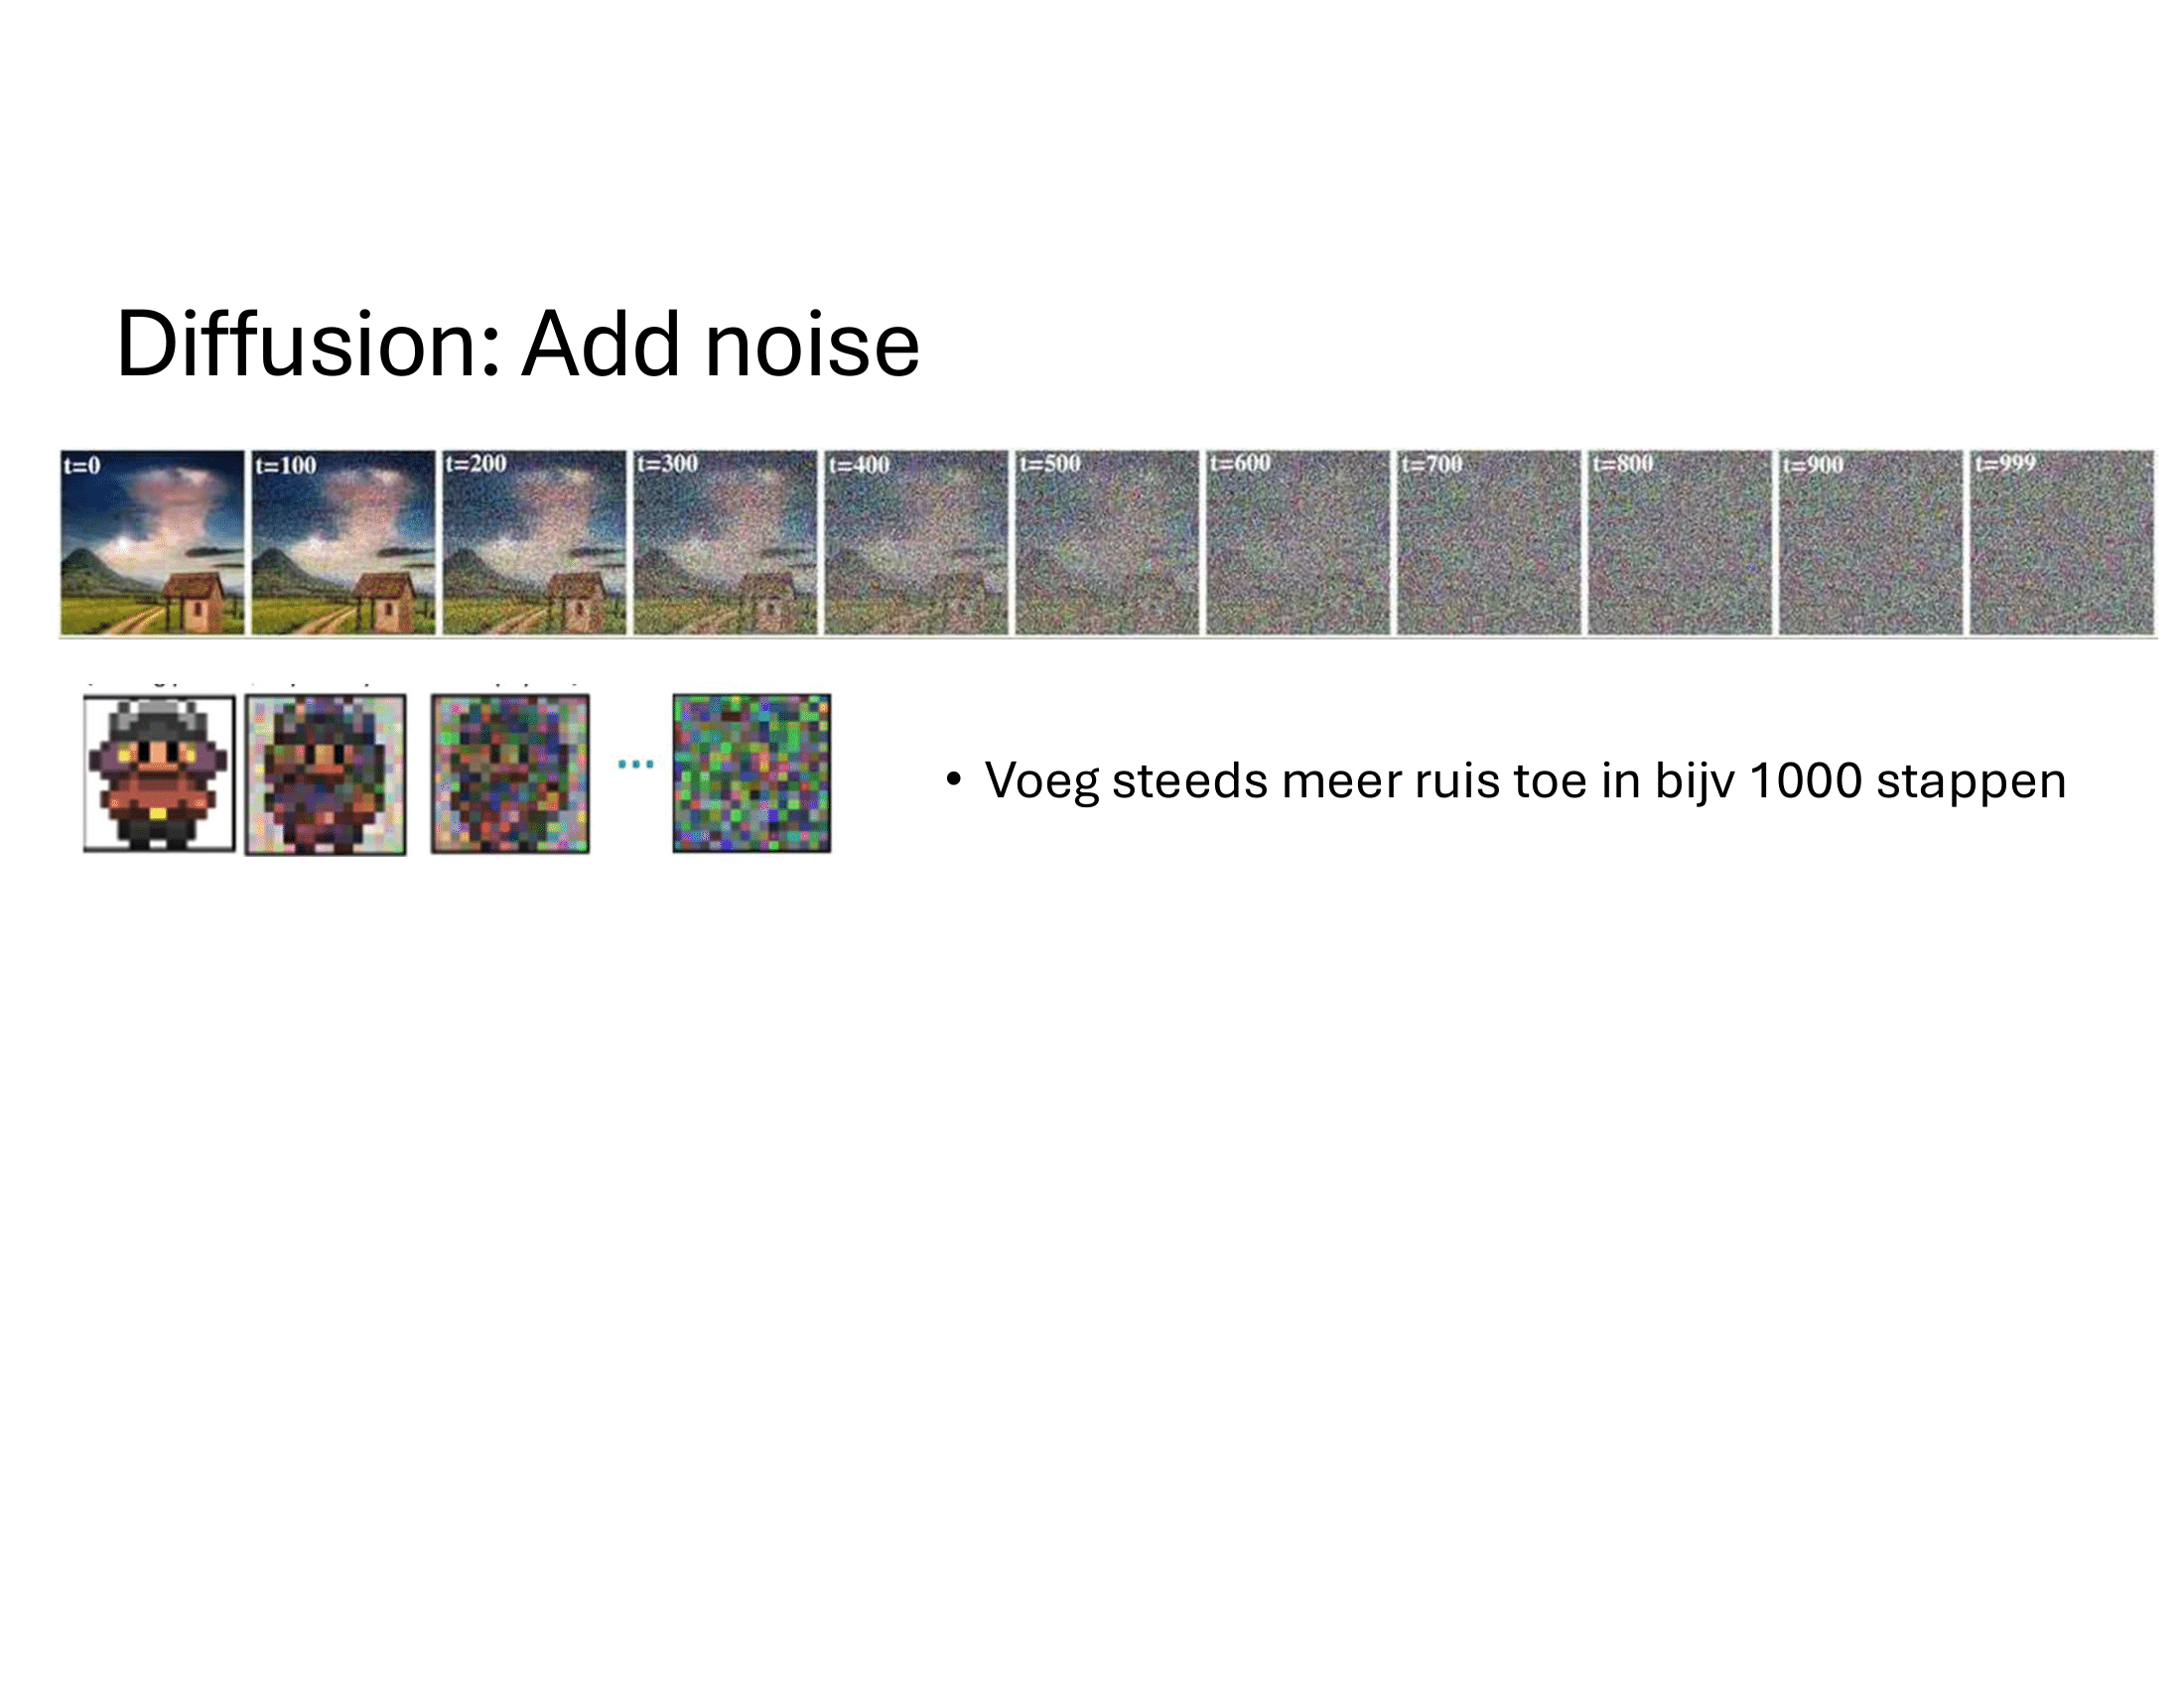 Diffusion: Add noise
t=0 t=100 t=200 t=300 t=400 t=500 t=600 t=700 t=800 t=900 t=999
• Voeg steeds meer ruis toe in bijv 1000 stappen